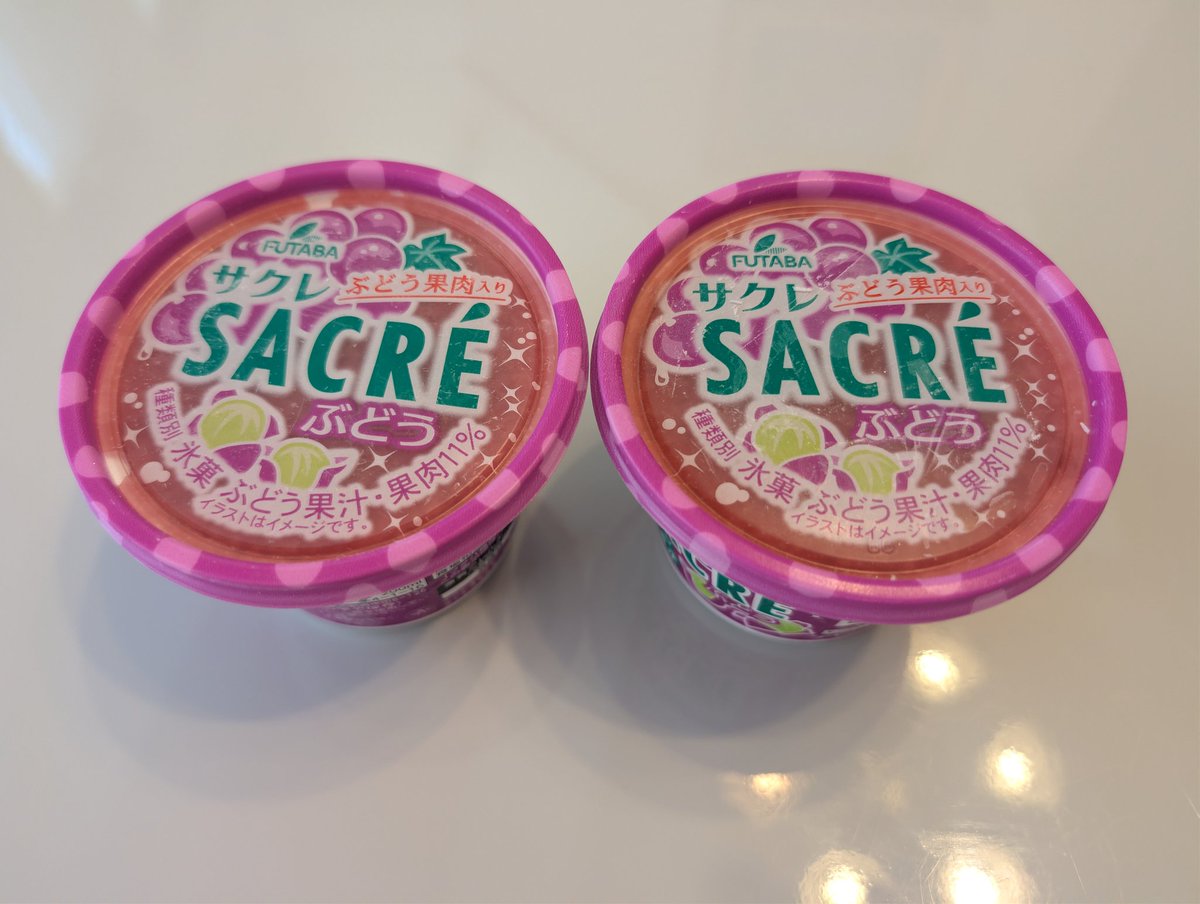 FUTABA
サクレ
ぶどう果肉入り
SACRÉ
ぶどう
種類別 氷菓 ぶどう果汁・果肉11%
イラストはイメージです。
FUTABA
サクレ
ぶどう果肉入り
SACRÉ
ぶどう
種類別 氷菓 ぶどう果汁・果肉11%
イラストはイメージです。
ACRÉ